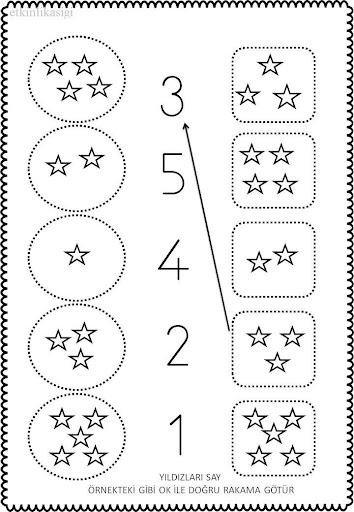 etkinlikasigi
3
5
4
2
1
YILDIZLARI SAY
ÖRNEKTEKİ GİBİ OK İLE DOĞRU RAKAMA GÖTÜR